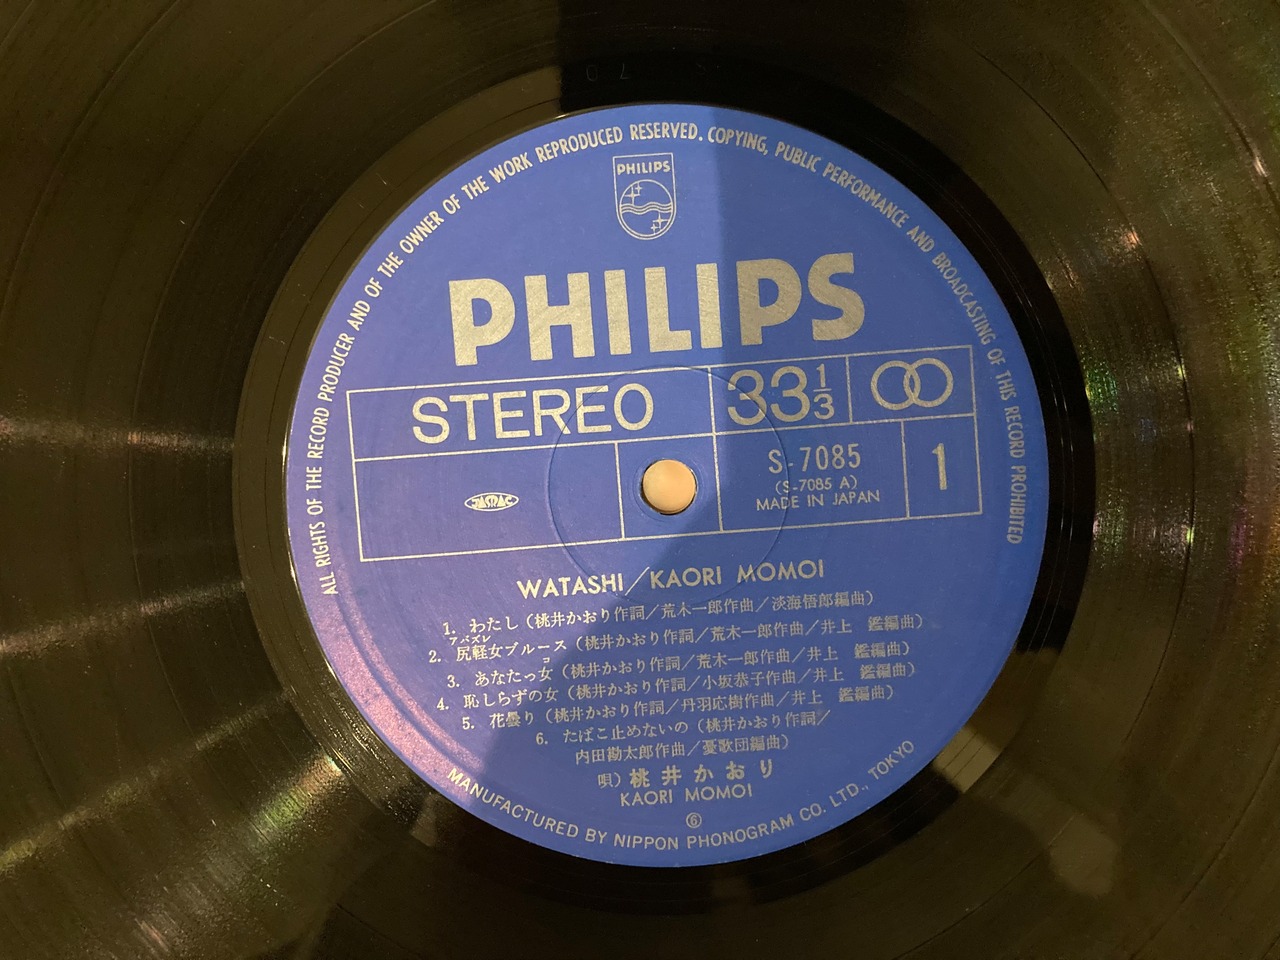 ALL RIGHTS OF THE RECORD PRODUCER AND OF THE OWNER OF THE WORK REPRODUCED RESERVED. COPYING, PUBLIC PERFORMANCE AND BROADCASTING OF THIS RECORD PROHIBITED
PHILIPS
PHILIPS
STEREO 33 1/3
JASRAC
S-7085
(S-7085 A)
MADE IN JAPAN
1
WATASHI/KAORI MOMOI
1. わたし(桃井かおり作詞/荒木一郎作曲/淡海悟郎編曲)
アバズレ
2. 尻軽女ブルース(桃井かおり作詞/荒木一郎作曲/井上 鑑編曲)
コ
3. あなたっ女(桃井かおり作詞/荒木一郎作曲/井上 鑑編曲)
4. 恥しらずの女(桃井かおり作詞/小坂恭子作曲/井上 鑑編曲)
5. 花曇り(桃井かおり作詞/丹羽応樹作曲/井上 鑑編曲)
6. たばこ止めないの(桃井かおり作詞/
内田勘太郎作曲/憂歌団編曲)
唄)桃井かおり
KAORI MOMOI
⑥
MANUFACTURED BY NIPPON PHONOGRAM CO. LTD., TOKYO